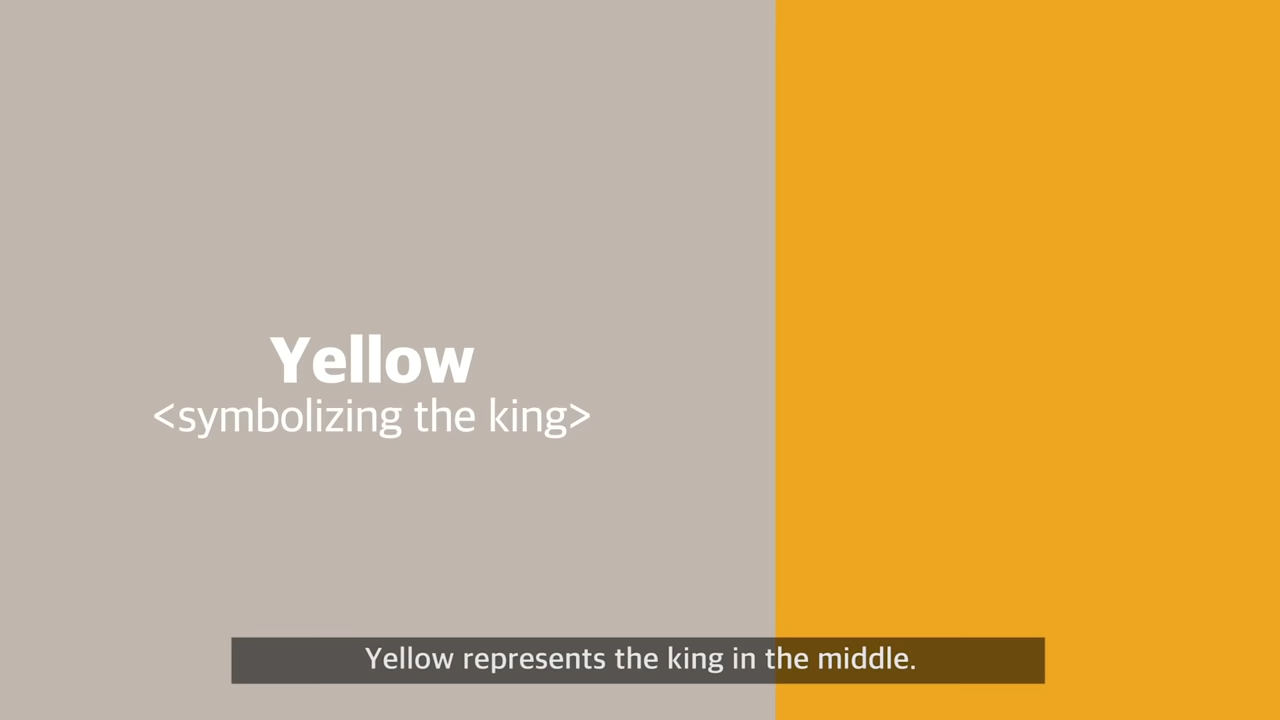 Yellow
<symbolizing the king>
Yellow represents the king in the middle.